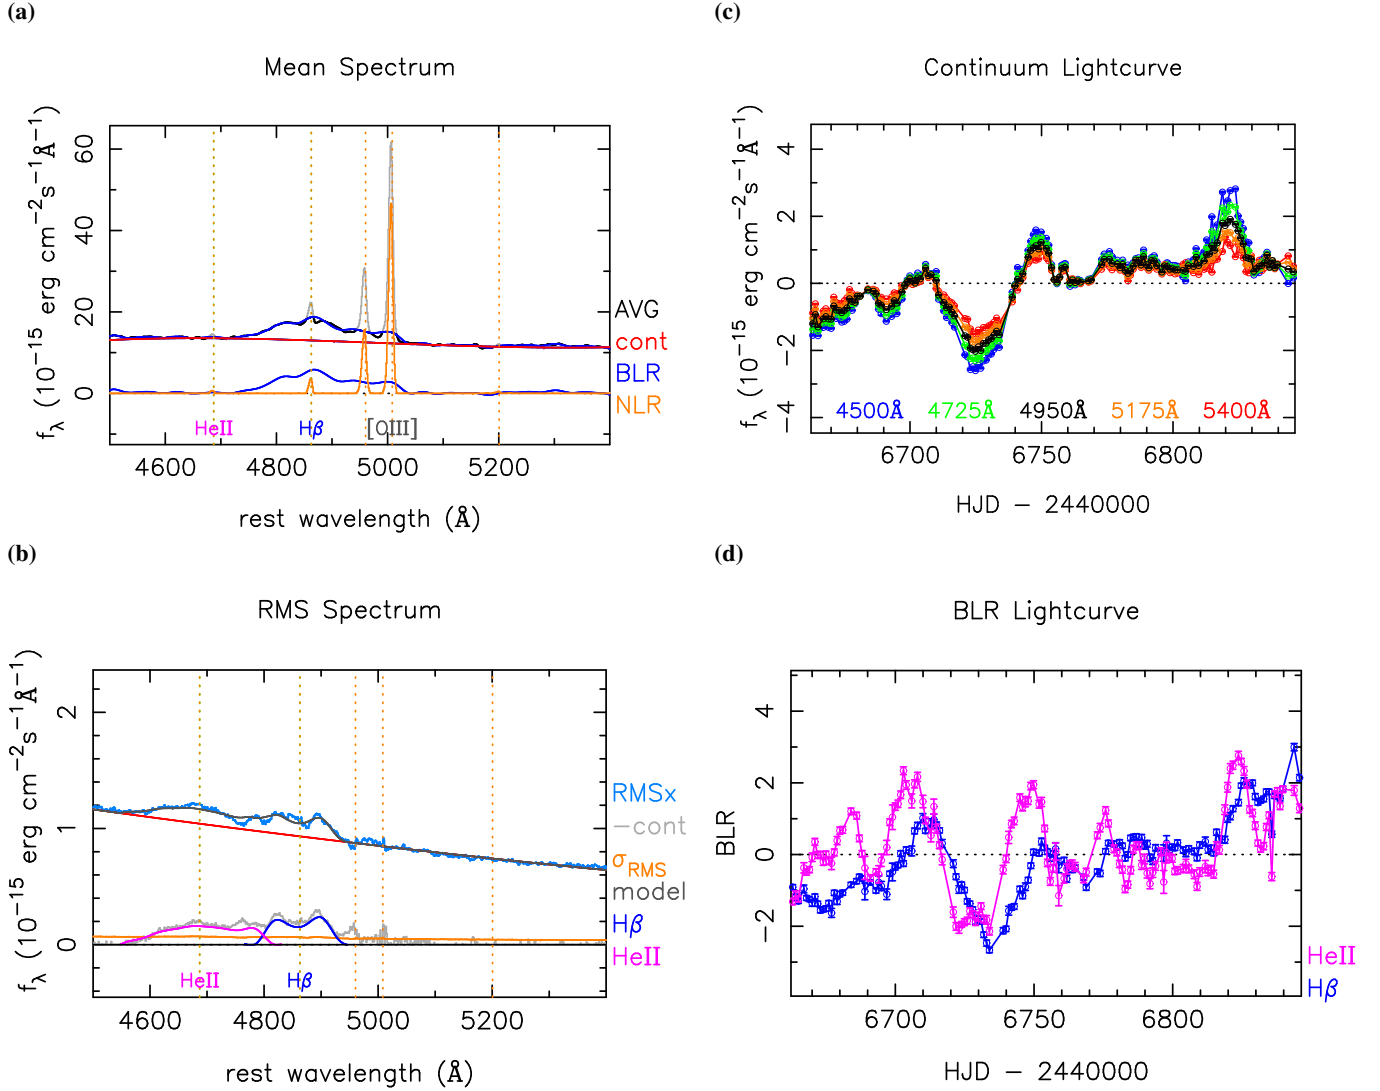 (a)
Mean Spectrum
f_λ (10^−15 erg cm^−2 s^−1 Å^−1)
60
40
20
0
AVG
cont
BLR
NLR
HeII
Hβ
[OIII]
4600
4800
5000
5200
rest wavelength (Å)
(c)
Continuum Lightcurve
f_λ (10^−15 erg cm^−2 s^−1 Å^−1)
4
2
0
−2
−4
4500Å 4725Å 4950Å 5175Å 5400Å
6700
6750
6800
HJD − 2440000
(b)
RMS Spectrum
f_λ (10^−15 erg cm^−2 s^−1 Å^−1)
2
1
0
RMSx
−cont
σ_RMS
model
Hβ
HeII
HeII
Hβ
4600
4800
5000
5200
rest wavelength (Å)
(d)
BLR Lightcurve
BLR
4
2
0
−2
HeII
Hβ
6700
6750
6800
HJD − 2440000